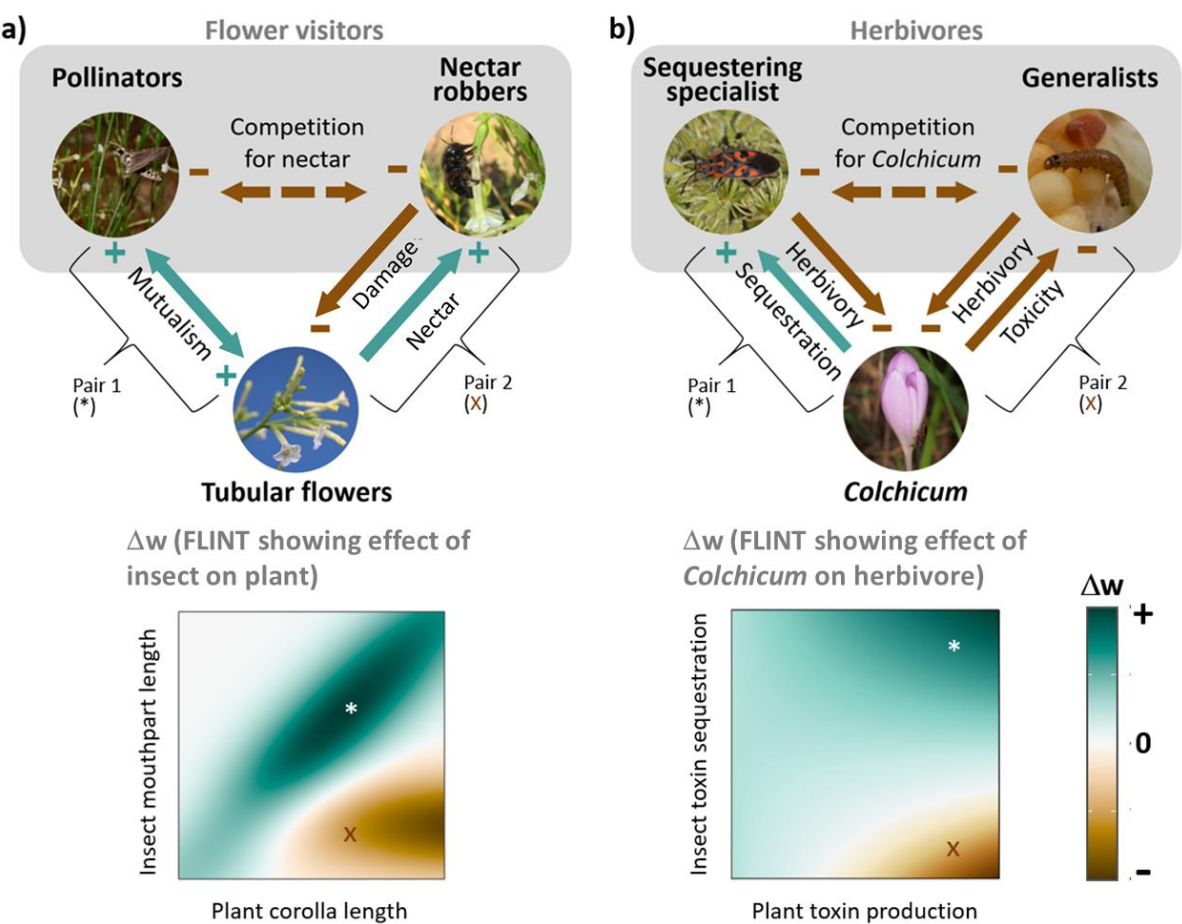 a)
Flower visitors
Pollinators
Nectar
robbers
Competition
for nectar
-
-
+
+
Mutualism
Damage
Nectar
-
+
Pair 1
(*)
Pair 2
(X)
Tubular flowers
Δw (FLINT showing effect of
insect on plant)
Insect mouthpart length
*
X
Plant corolla length
b)
Herbivores
Sequestering
specialist
Generalists
Competition
for Colchicum
-
-
+
-
Herbivory
Sequestration
Herbivory
Toxicity
-
-
Pair 1
(*)
Pair 2
(X)
Colchicum
Δw (FLINT showing effect of
Colchicum on herbivore)
Insect toxin sequestration
*
X
Plant toxin production
Δw
+
0
-